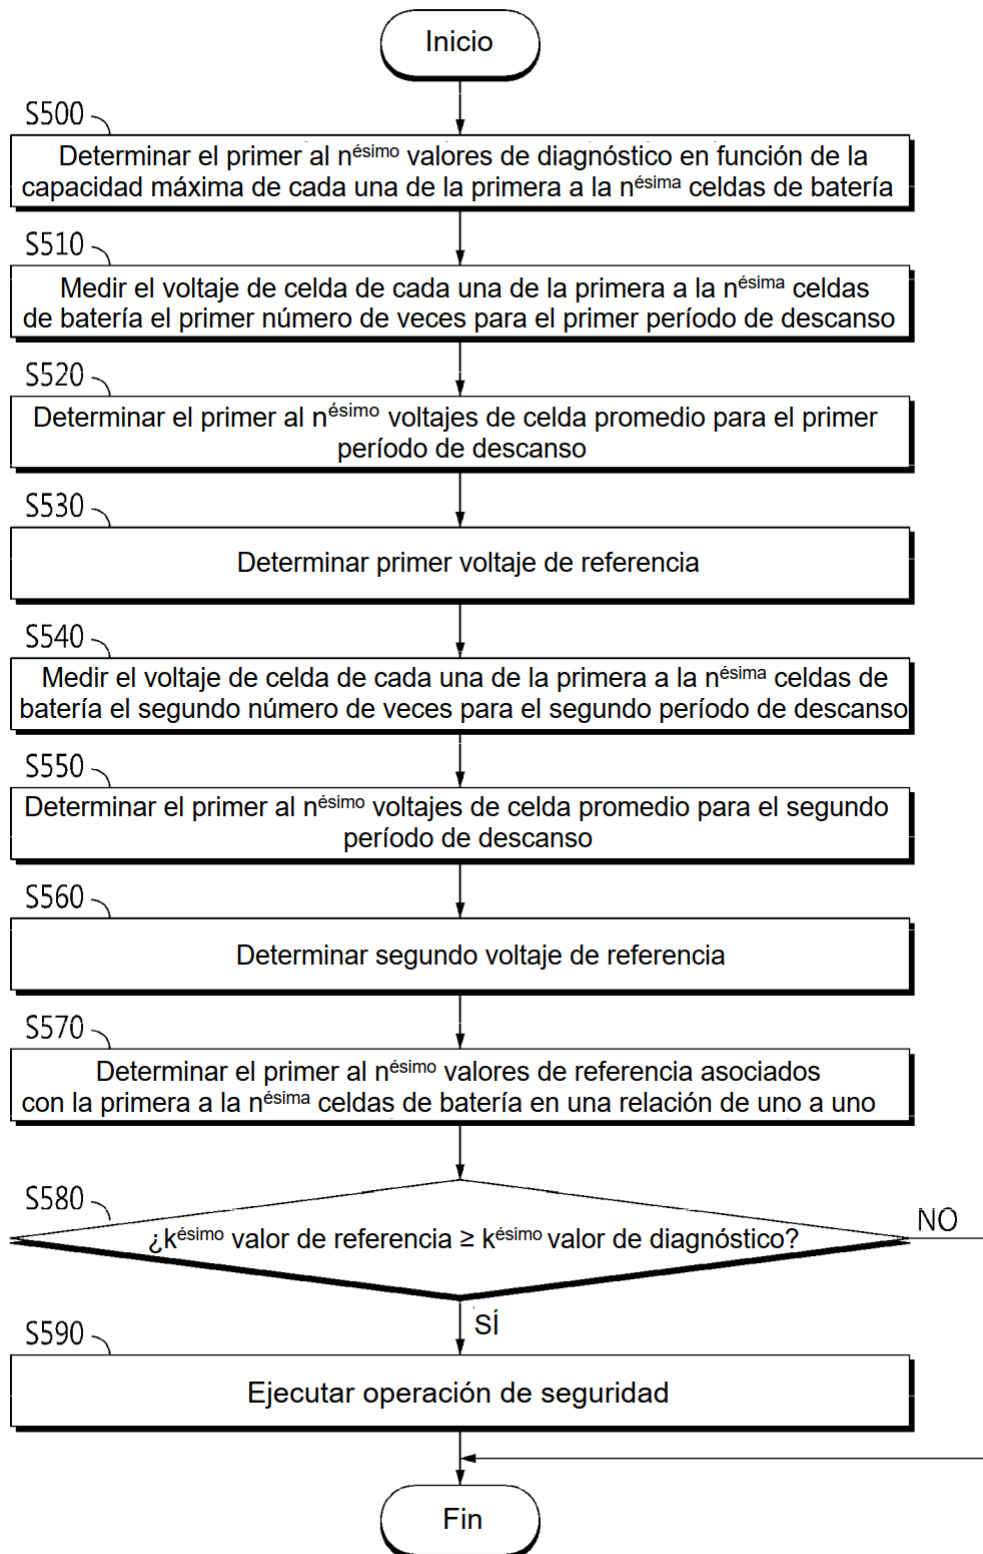 Inicio
S500
Determinar el primer al nésimo valores de diagnóstico en función de la
capacidad máxima de cada una de la primera a la nésima celdas de batería
S510
Medir el voltaje de celda de cada una de la primera a la nésima celdas
de batería el primer número de veces para el primer período de descanso
S520
Determinar el primer al nésimo voltajes de celda promedio para el primer
período de descanso
S530
Determinar primer voltaje de referencia
S540
Medir el voltaje de celda de cada una de la primera a la nésima celdas de
batería el segundo número de veces para el segundo período de descanso
S550
Determinar el primer al nésimo voltajes de celda promedio para el segundo
período de descanso
S560
Determinar segundo voltaje de referencia
S570
Determinar el primer al nésimo valores de referencia asociados
con la primera a la nésima celdas de batería en una relación de uno a uno
S580
¿késimo valor de referencia ≥ késimo valor de diagnóstico?
NO
SÍ
S590
Ejecutar operación de seguridad
Fin